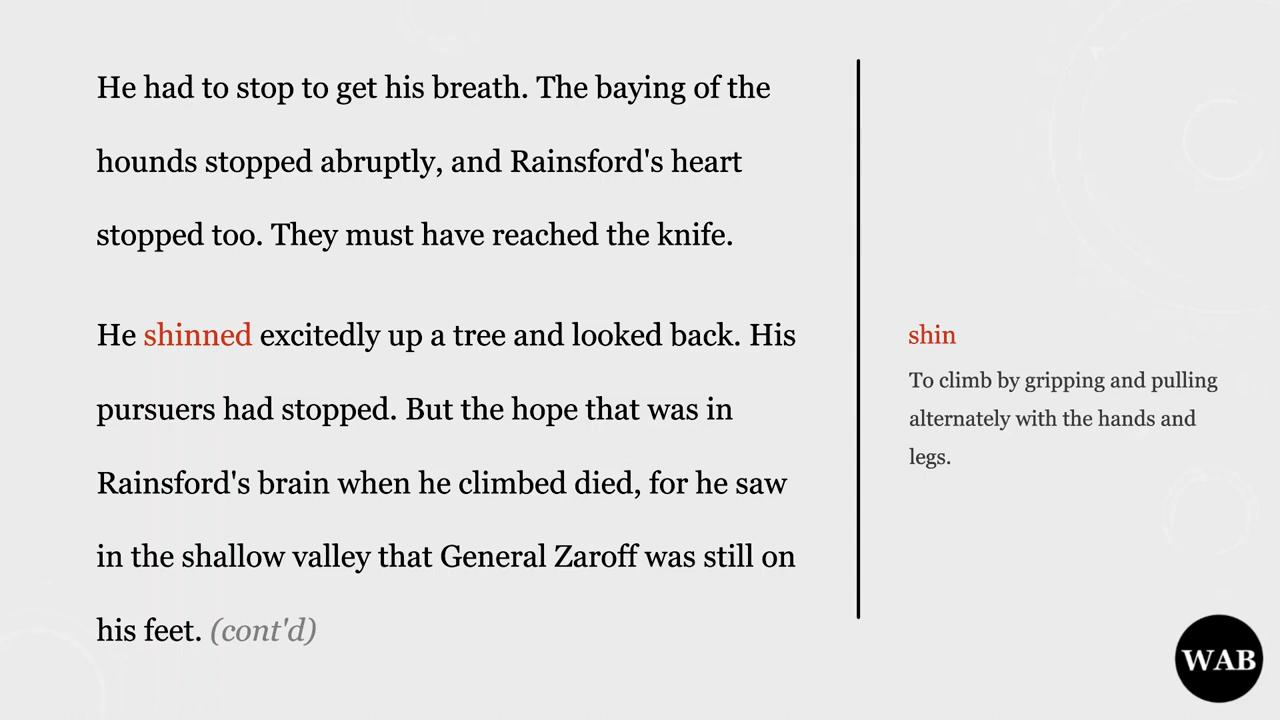 He had to stop to get his breath. The baying of the
hounds stopped abruptly, and Rainsford's heart
stopped too. They must have reached the knife.
He shinned excitedly up a tree and looked back. His
pursuers had stopped. But the hope that was in
Rainsford's brain when he climbed died, for he saw
in the shallow valley that General Zaroff was still on
his feet. (cont'd)
shin
To climb by gripping and pulling
alternately with the hands and
legs.
WAB